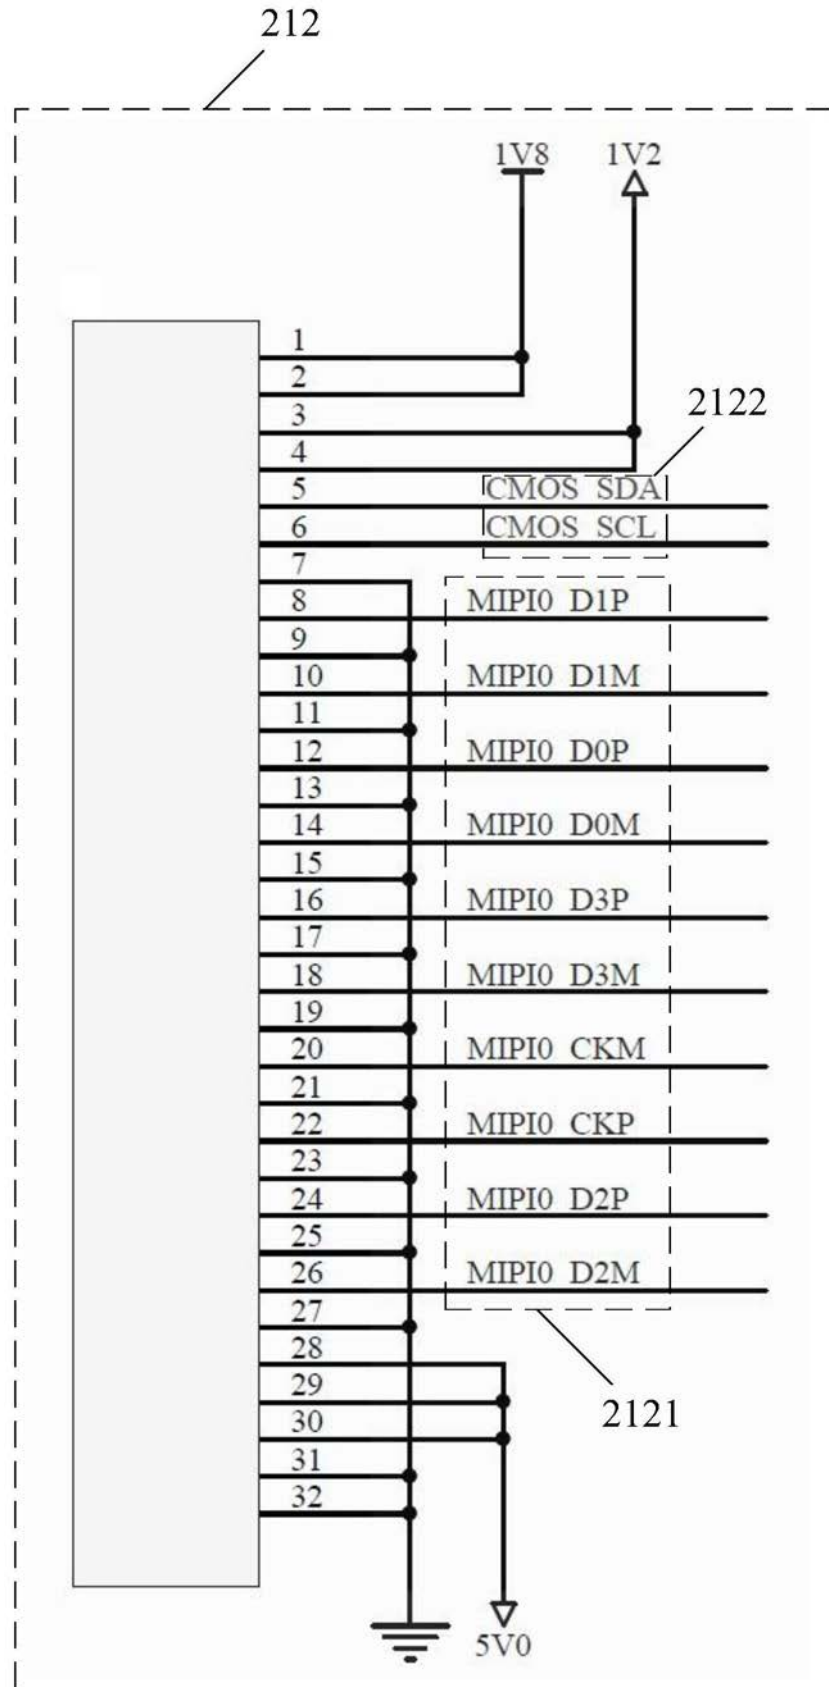 212
1V8 1V2
1
2
3
2122
4
5 CMOS SDA
6 CMOS SCL
7
8 MIPI0 D1P
9
10 MIPI0 D1M
11
12 MIPI0 D0P
13
14 MIPI0 D0M
15
16 MIPI0 D3P
17
18 MIPI0 D3M
19
20 MIPI0 CKM
21
22 MIPI0 CKP
23
24 MIPI0 D2P
25
26 MIPI0 D2M
27
28
29
2121
30
31
32
5V0